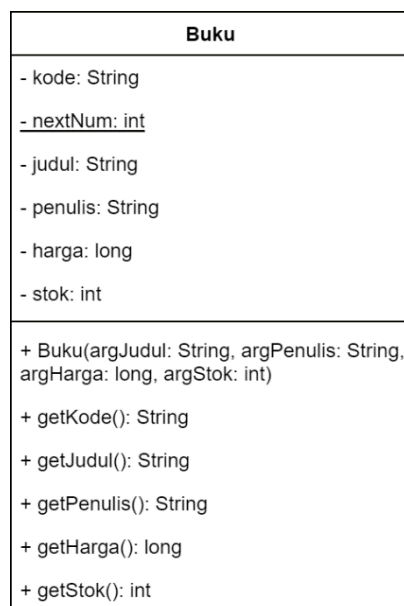 Buku
- kode: String
- nextNum: int
- judul: String
- penulis: String
- harga: long
- stok: int
+ Buku(argJudul: String, argPenulis: String,
argHarga: long, argStok: int)
+ getKode(): String
+ getJudul(): String
+ getPenulis(): String
+ getHarga(): long
+ getStok(): int